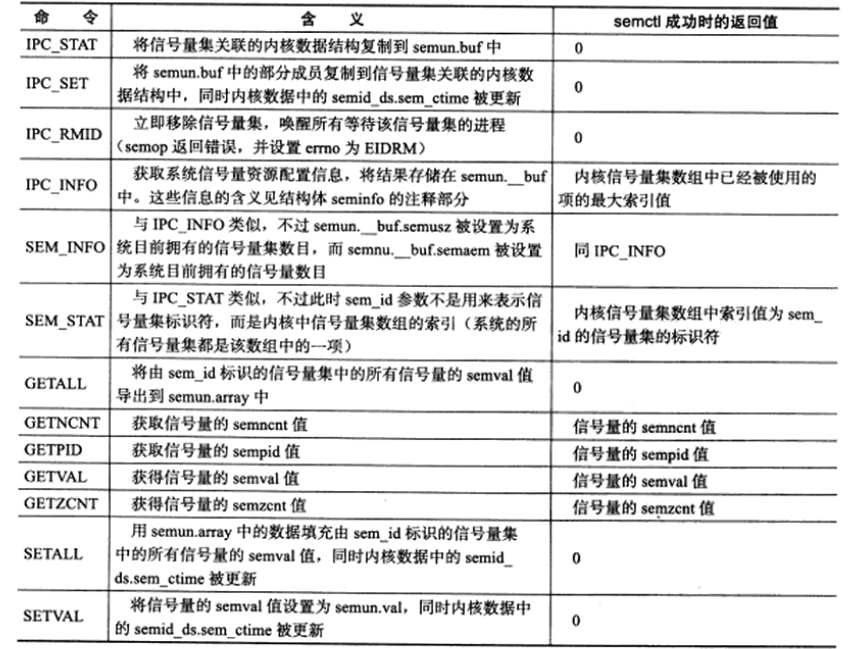 命 令 含 义 semctl 成功时的返回值
IPC_STAT 将信号量集关联的内核数据结构复制到 semun.buf 中 0
将 semun.buf 中的部分成员复制到信号量集关联的内核数
IPC_SET 0
据结构中，同时内核数据中的 semid_ds.sem_ctime 被更新
立即移除信号量集，唤醒所有等待该信号量集的进程
IPC_RMID 0
（semop 返回错误，并设置 errno 为 EIDRM）
获取系统信号量资源配置信息，将结果存储在 semun.__buf 内核信号量集数组中已经被使用的
IPC_INFO
中。这些信息的含义见结构体 seminfo 的注释部分 项的最大索引值
与 IPC_INFO 类似，不过 semun.__buf.semusz 被设置为系
SEM_INFO 统目前拥有的信号量集数目，而 semnu.__buf.semaem 被设置 同 IPC_INFO
为系统目前拥有的信号量数目
与 IPC_STAT 类似，不过此时 sem_id 参数不是用来表示信 内核信号量集数组中索引值为 sem_
SEM_STAT 号量集标识符，而是内核中信号量集数组的索引（系统的所 id 的信号量集的标识符
有信号量集都是该数组中的一项）
将由 sem_id 标识的信号量集中的所有信号量的 semval 值
GETALL 0
导出到 semun.array 中
GETNCNT 获取信号量的 semncnt 值 信号量的 semncnt 值
GETPID 获取信号量的 sempid 值 信号量的 sempid 值
GETVAL 获得信号量的 semval 值 信号量的 semval 值
GETZCNT 获得信号量的 semzcnt 值 信号量的 semzcnt 值
用 semun.array 中的数据填充由 sem_id 标识的信号量集
SETALL 中的所有信号量的 semval 值，同时内核数据中的 semid_ 0
ds.sem_ctime 被更新
将信号量的 semval 值设置为 semun.val，同时内核数据中
SETVAL 0
的 semid_ds.sem_ctime 被更新